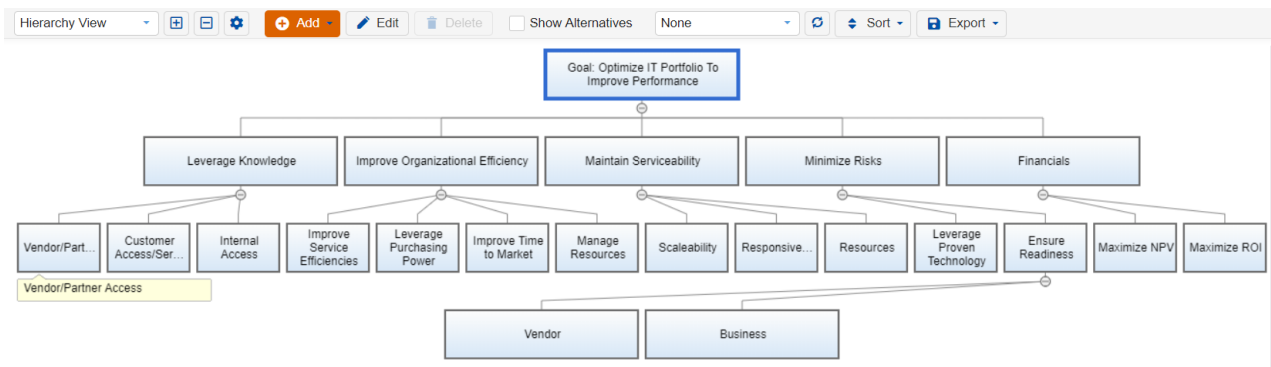 Hierarchy View
Add
Edit
Delete
Show Alternatives
None
Sort
Export
Goal: Optimize IT Portfolio To
Improve Performance
Leverage Knowledge
Improve Organizational Efficiency
Maintain Serviceability
Minimize Risks
Financials
Vendor/Part...
Customer
Access/Ser...
Internal
Access
Improve
Service
Efficiencies
Leverage
Purchasing
Power
Improve Time
to Market
Manage
Resources
Scaleability
Responsive...
Resources
Leverage
Proven
Technology
Ensure
Readiness
Maximize NPV
Maximize ROI
Vendor/Partner Access
Vendor
Business